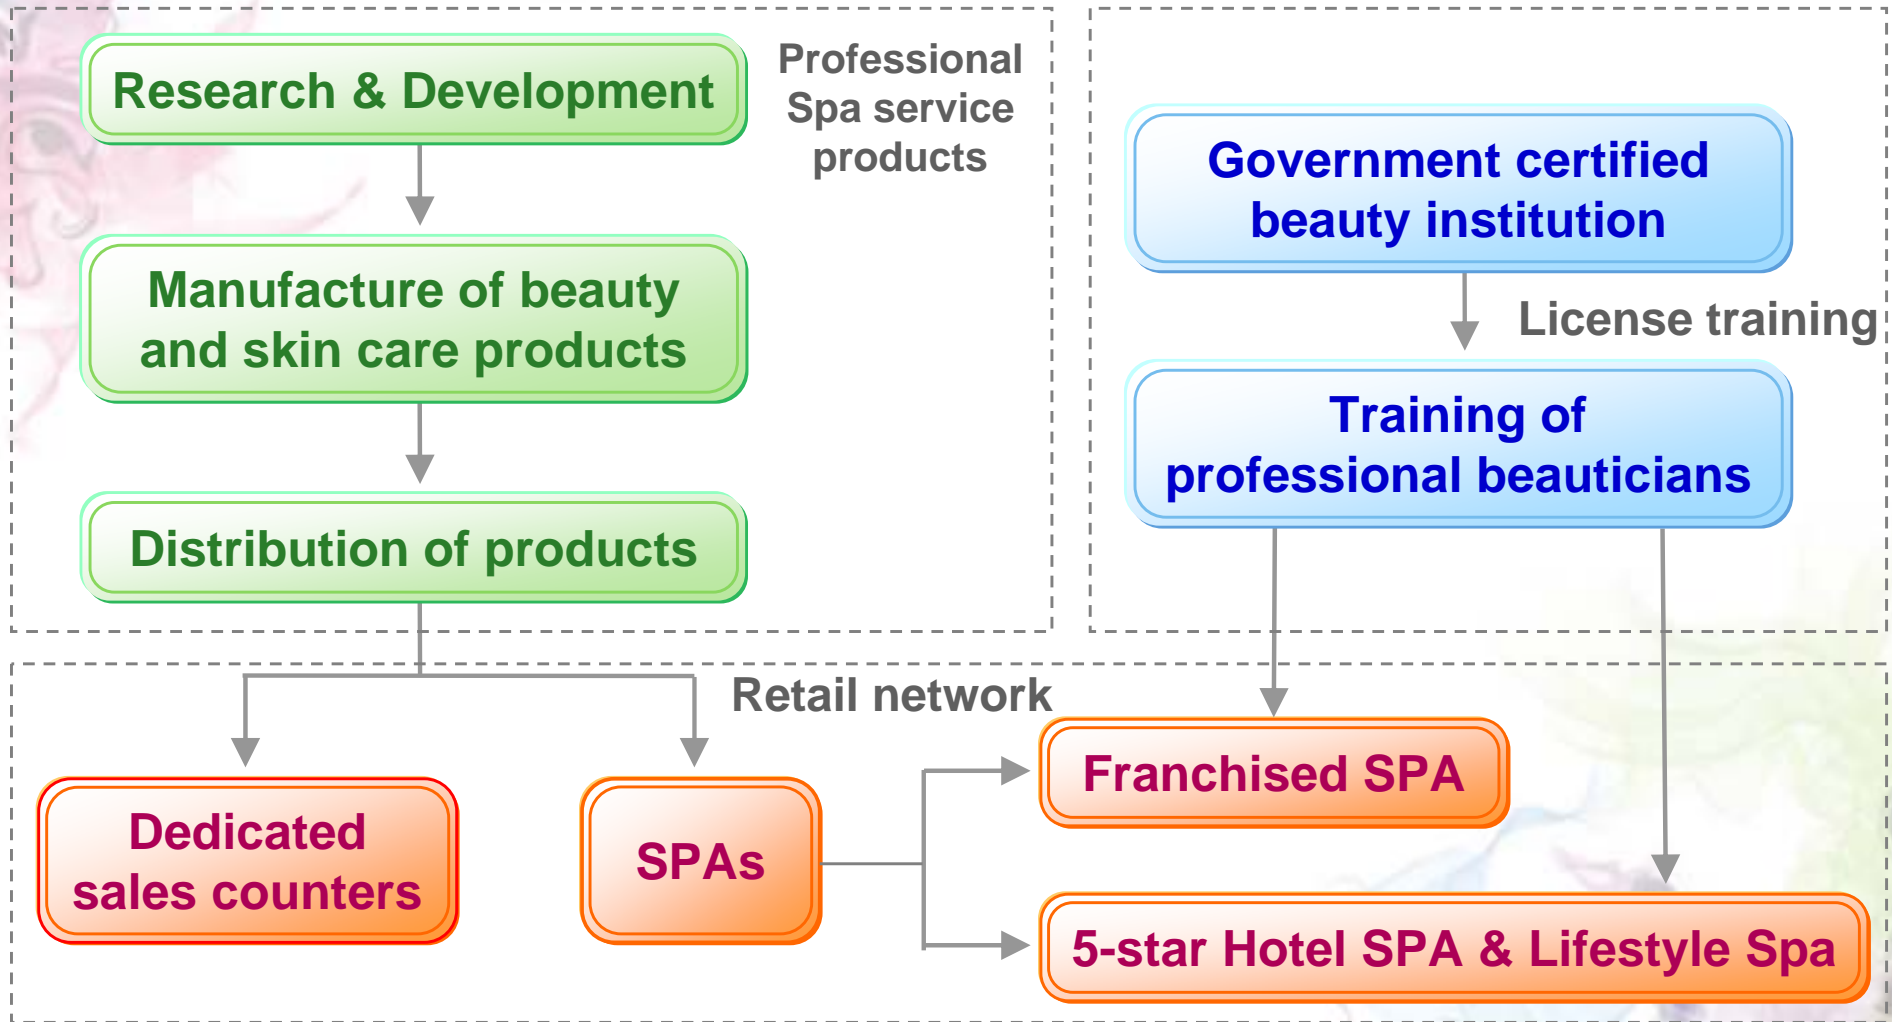 Research & Development
Professional
Spa service
products
Manufacture of beauty
and skin care products
Distribution of products
Government certified
beauty institution
License training
Training of
professional beauticians
Retail network
Dedicated
sales counters
SPAs
Franchised SPA
5-star Hotel SPA & Lifestyle Spa